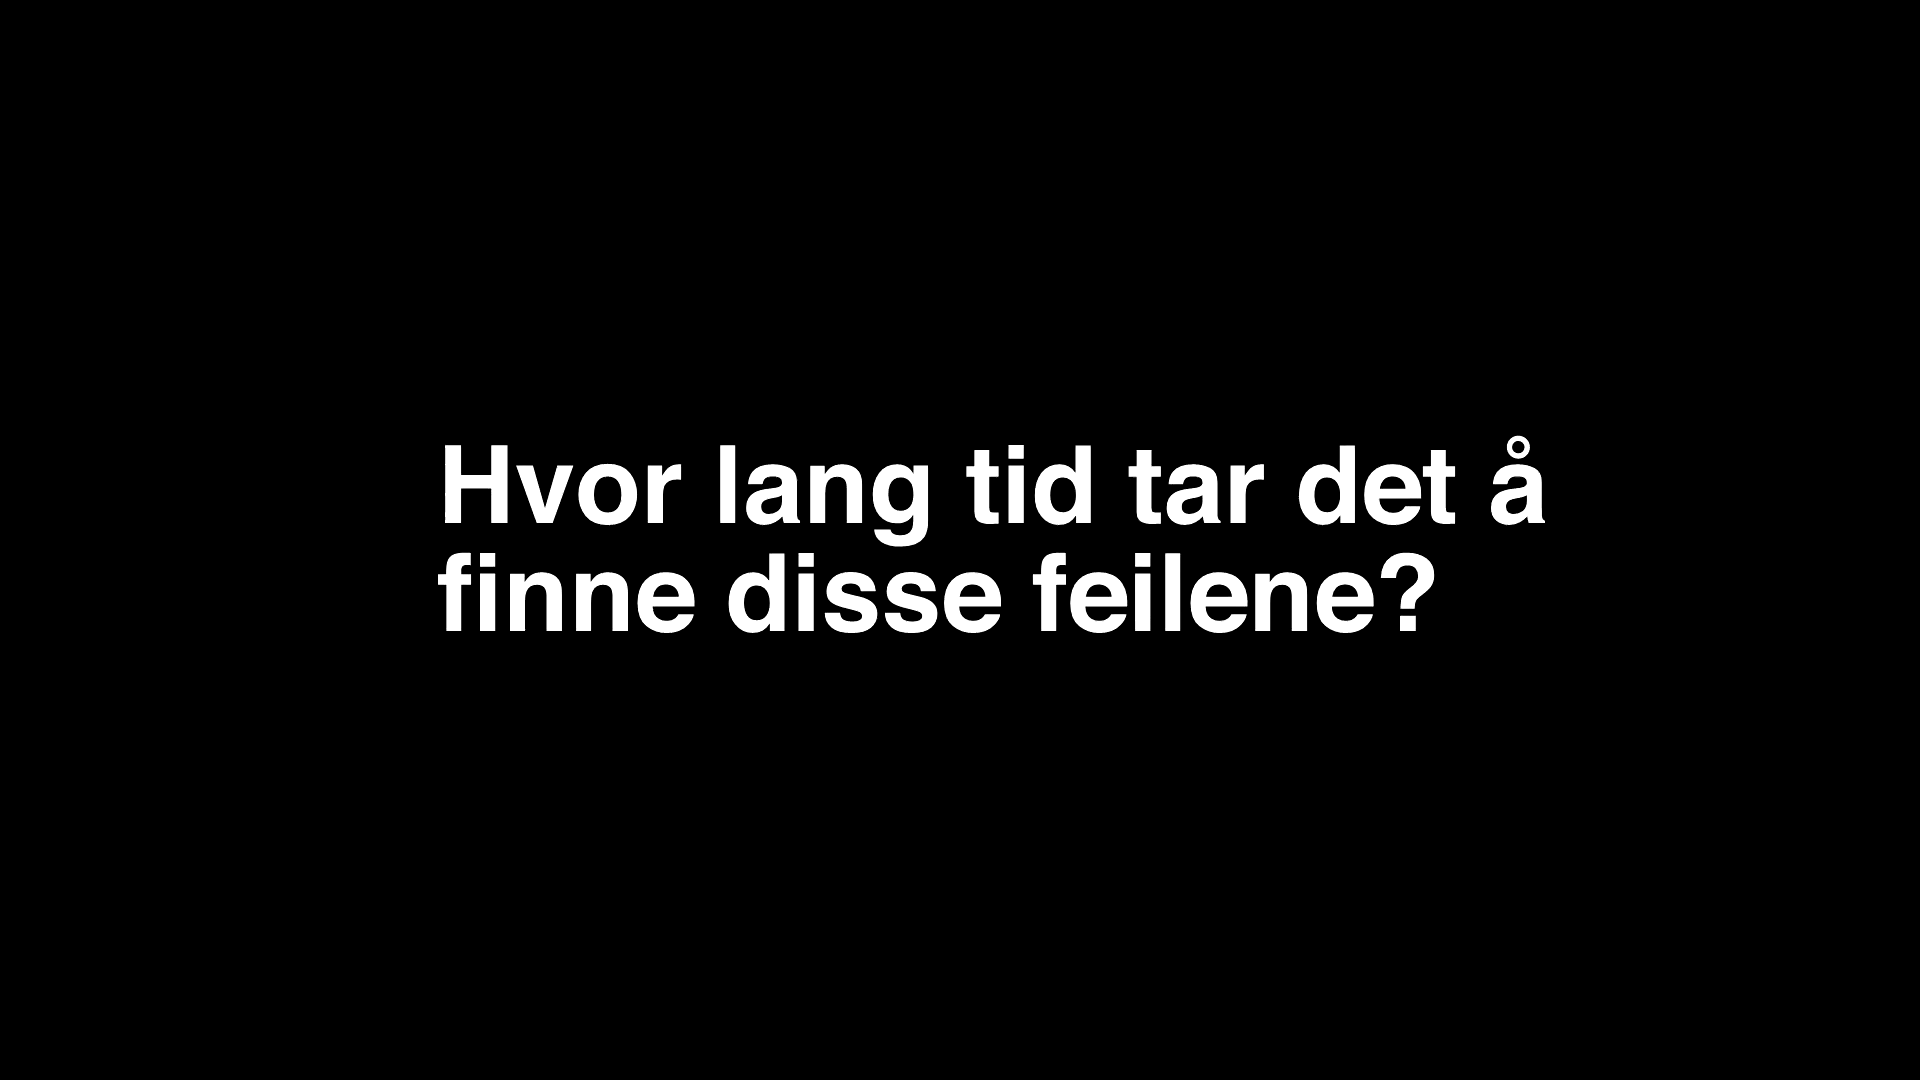 Hvor lang tid tar det å
finne disse feilene?